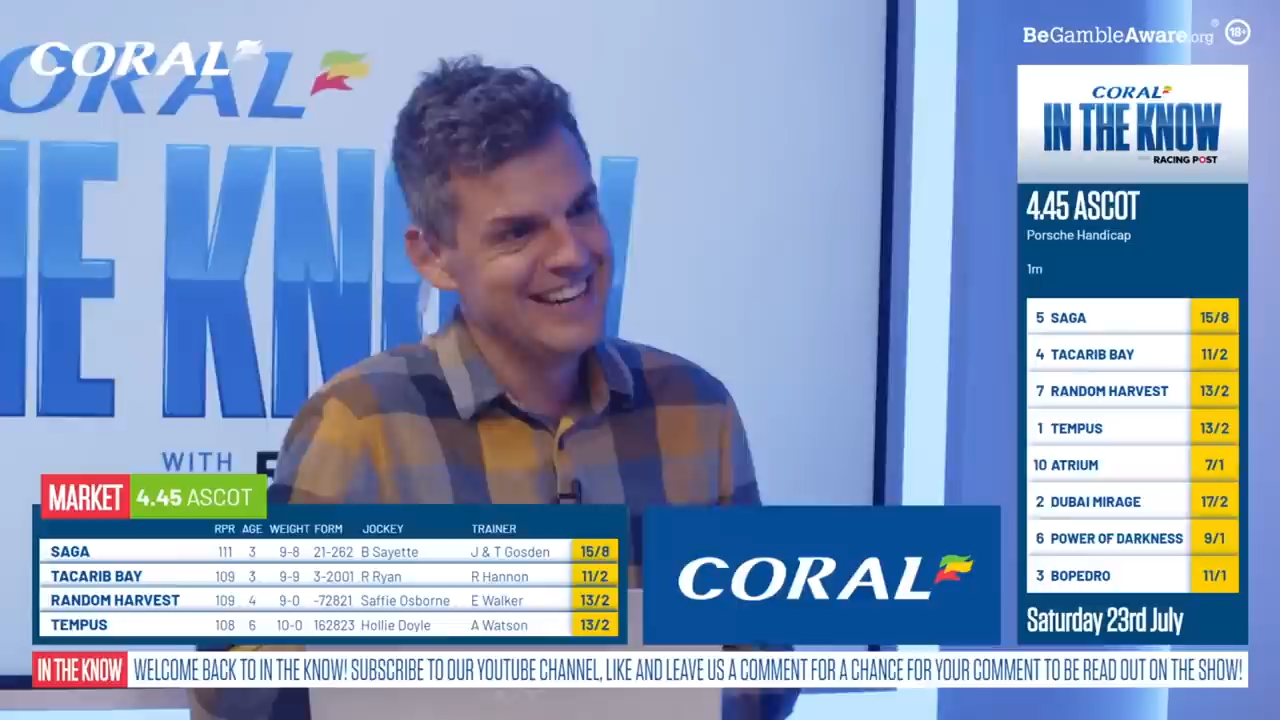 CORAL
CORAL
THE KNO
WITH
BeGambleAware.org® 18+
CORAL
IN THE KNOW
RACING POST
4.45 ASCOT
Porsche Handicap
1m
5 SAGA 15/8
4 TACARIB BAY 11/2
7 RANDOM HARVEST 13/2
1 TEMPUS 13/2
10 ATRIUM 7/1
2 DUBAI MIRAGE 17/2
6 POWER OF DARKNESS 9/1
3 BOPEDRO 11/1
Saturday 23rd July
MARKET 4.45 ASCOT
RPR AGE WEIGHT FORM JOCKEY TRAINER
SAGA 111 3 9-8 21-262 B Sayette J & T Gosden 15/8
TACARIB BAY 109 3 9-9 3-2001 R Ryan R Hannon 11/2
RANDOM HARVEST 109 4 9-0 -72821 Saffie Osborne E Walker 13/2
TEMPUS 108 6 10-0 162823 Hollie Doyle A Watson 13/2
CORAL
IN THE KNOW WELCOME BACK TO IN THE KNOW! SUBSCRIBE TO OUR YOUTUBE CHANNEL, LIKE AND LEAVE US A COMMENT FOR A CHANCE FOR YOUR COMMENT TO BE READ OUT ON THE SHOW!